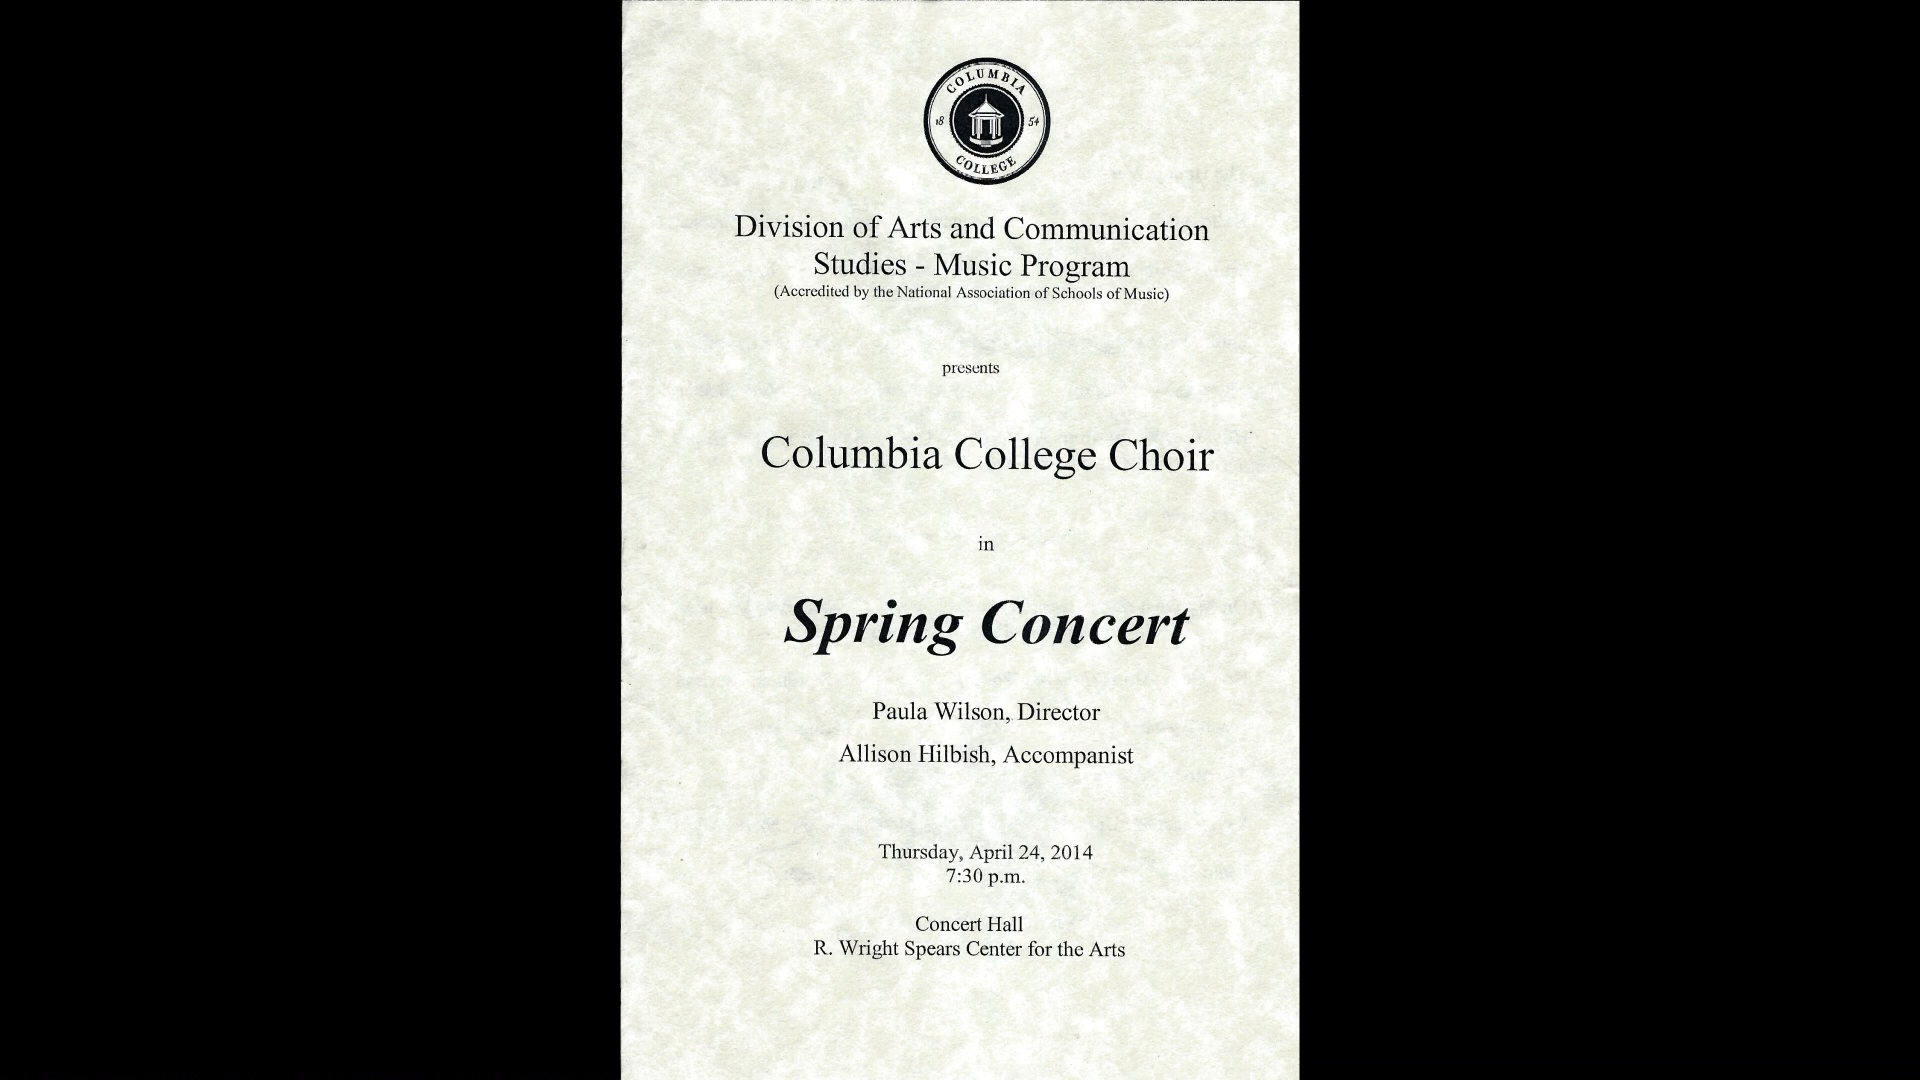 COLUMBIA
18 54
COLLEGE
Division of Arts and Communication
Studies - Music Program
(Accredited by the National Association of Schools of Music)
presents
Columbia College Choir
in
Spring Concert
Paula Wilson, Director
Allison Hilbish, Accompanist
Thursday, April 24, 2014
7:30 p.m.
Concert Hall
R. Wright Spears Center for the Arts